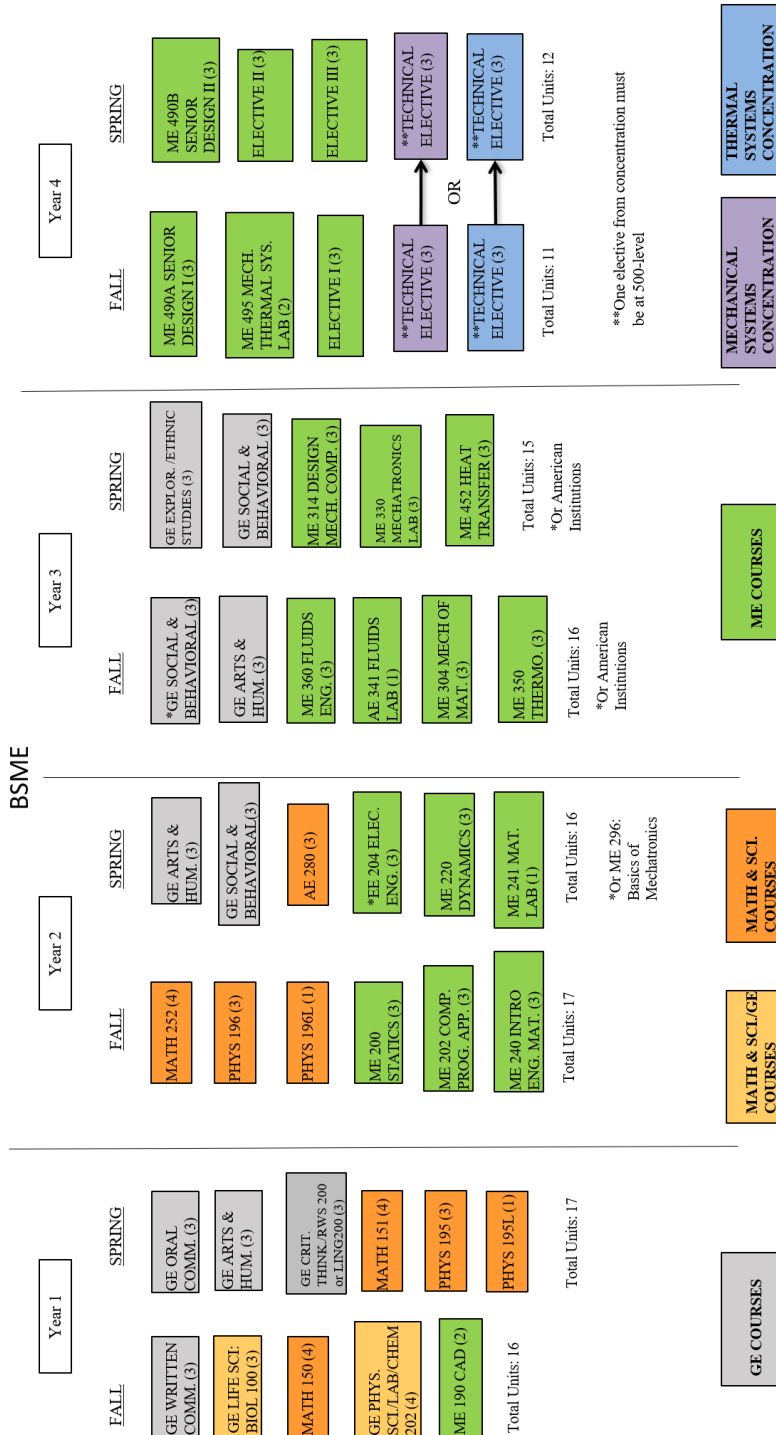 BSME
Year 1
FALL
GE WRITTEN
COMM. (3)
GE LIFE SCI:
BIOL 100 (3)
MATH 150 (4)
GE PHYS.
SCI./LAB/CHEM
202 (4)
ME 190 CAD (2)
Total Units: 16
SPRING
GE ORAL
COMM. (3)
GE ARTS &
HUM. (3)
GE CRIT.
THINK./RWS 200
or LING200 (3)
MATH 151 (4)
PHYS 195 (3)
PHYS 195L (1)
Total Units: 17
Year 2
FALL
MATH 252 (4)
PHYS 196 (3)
PHYS 196L (1)
ME 200
STATICS (3)
ME 202 COMP.
PROG. APP. (3)
ME 240 INTRO
ENG. MAT. (3)
Total Units: 17
SPRING
GE ARTS &
HUM. (3)
GE SOCIAL &
BEHAVIORAL(3)
AE 280 (3)
*EE 204 ELEC.
ENG. (3)
ME 220
DYNAMICS (3)
ME 241 MAT.
LAB (1)
Total Units: 16
*Or ME 296:
Basics of
Mechatronics
Year 3
FALL
*GE SOCIAL &
BEHAVIORAL (3)
GE ARTS &
HUM. (3)
ME 360 FLUIDS
ENG. (3)
AE 341 FLUIDS
LAB (1)
ME 304 MECH OF
MAT. (3)
ME 350
THERMO. (3)
Total Units: 16
*Or American
Institutions
SPRING
GE EXPLOR. /ETHNIC
STUDIES (3)
GE SOCIAL &
BEHAVIORAL (3)
ME 314 DESIGN
MECH. COMP. (3)
ME 330
MECHATRONICS
LAB (3)
ME 452 HEAT
TRANSFER (3)
Total Units: 15
*Or American
Institutions
Year 4
FALL
ME 490A SENIOR
DESIGN I (3)
ME 495 MECH.
THERMAL SYS.
LAB (2)
ELECTIVE I (3)
**TECHNICAL
ELECTIVE (3)
**TECHNICAL
ELECTIVE (3)
Total Units: 11
OR
SPRING
ME 490B
SENIOR
DESIGN II (3)
ELECTIVE II (3)
ELECTIVE III (3)
**TECHNICAL
ELECTIVE (3)
**TECHNICAL
ELECTIVE (3)
Total Units: 12
**One elective from concentration must
be at 500-level
GE COURSES
MATH & SCI./GE
COURSES
MATH & SCI.
COURSES
ME COURSES
MECHANICAL
SYSTEMS
CONCENTRATION
THERMAL
SYSTEMS
CONCENTRATION